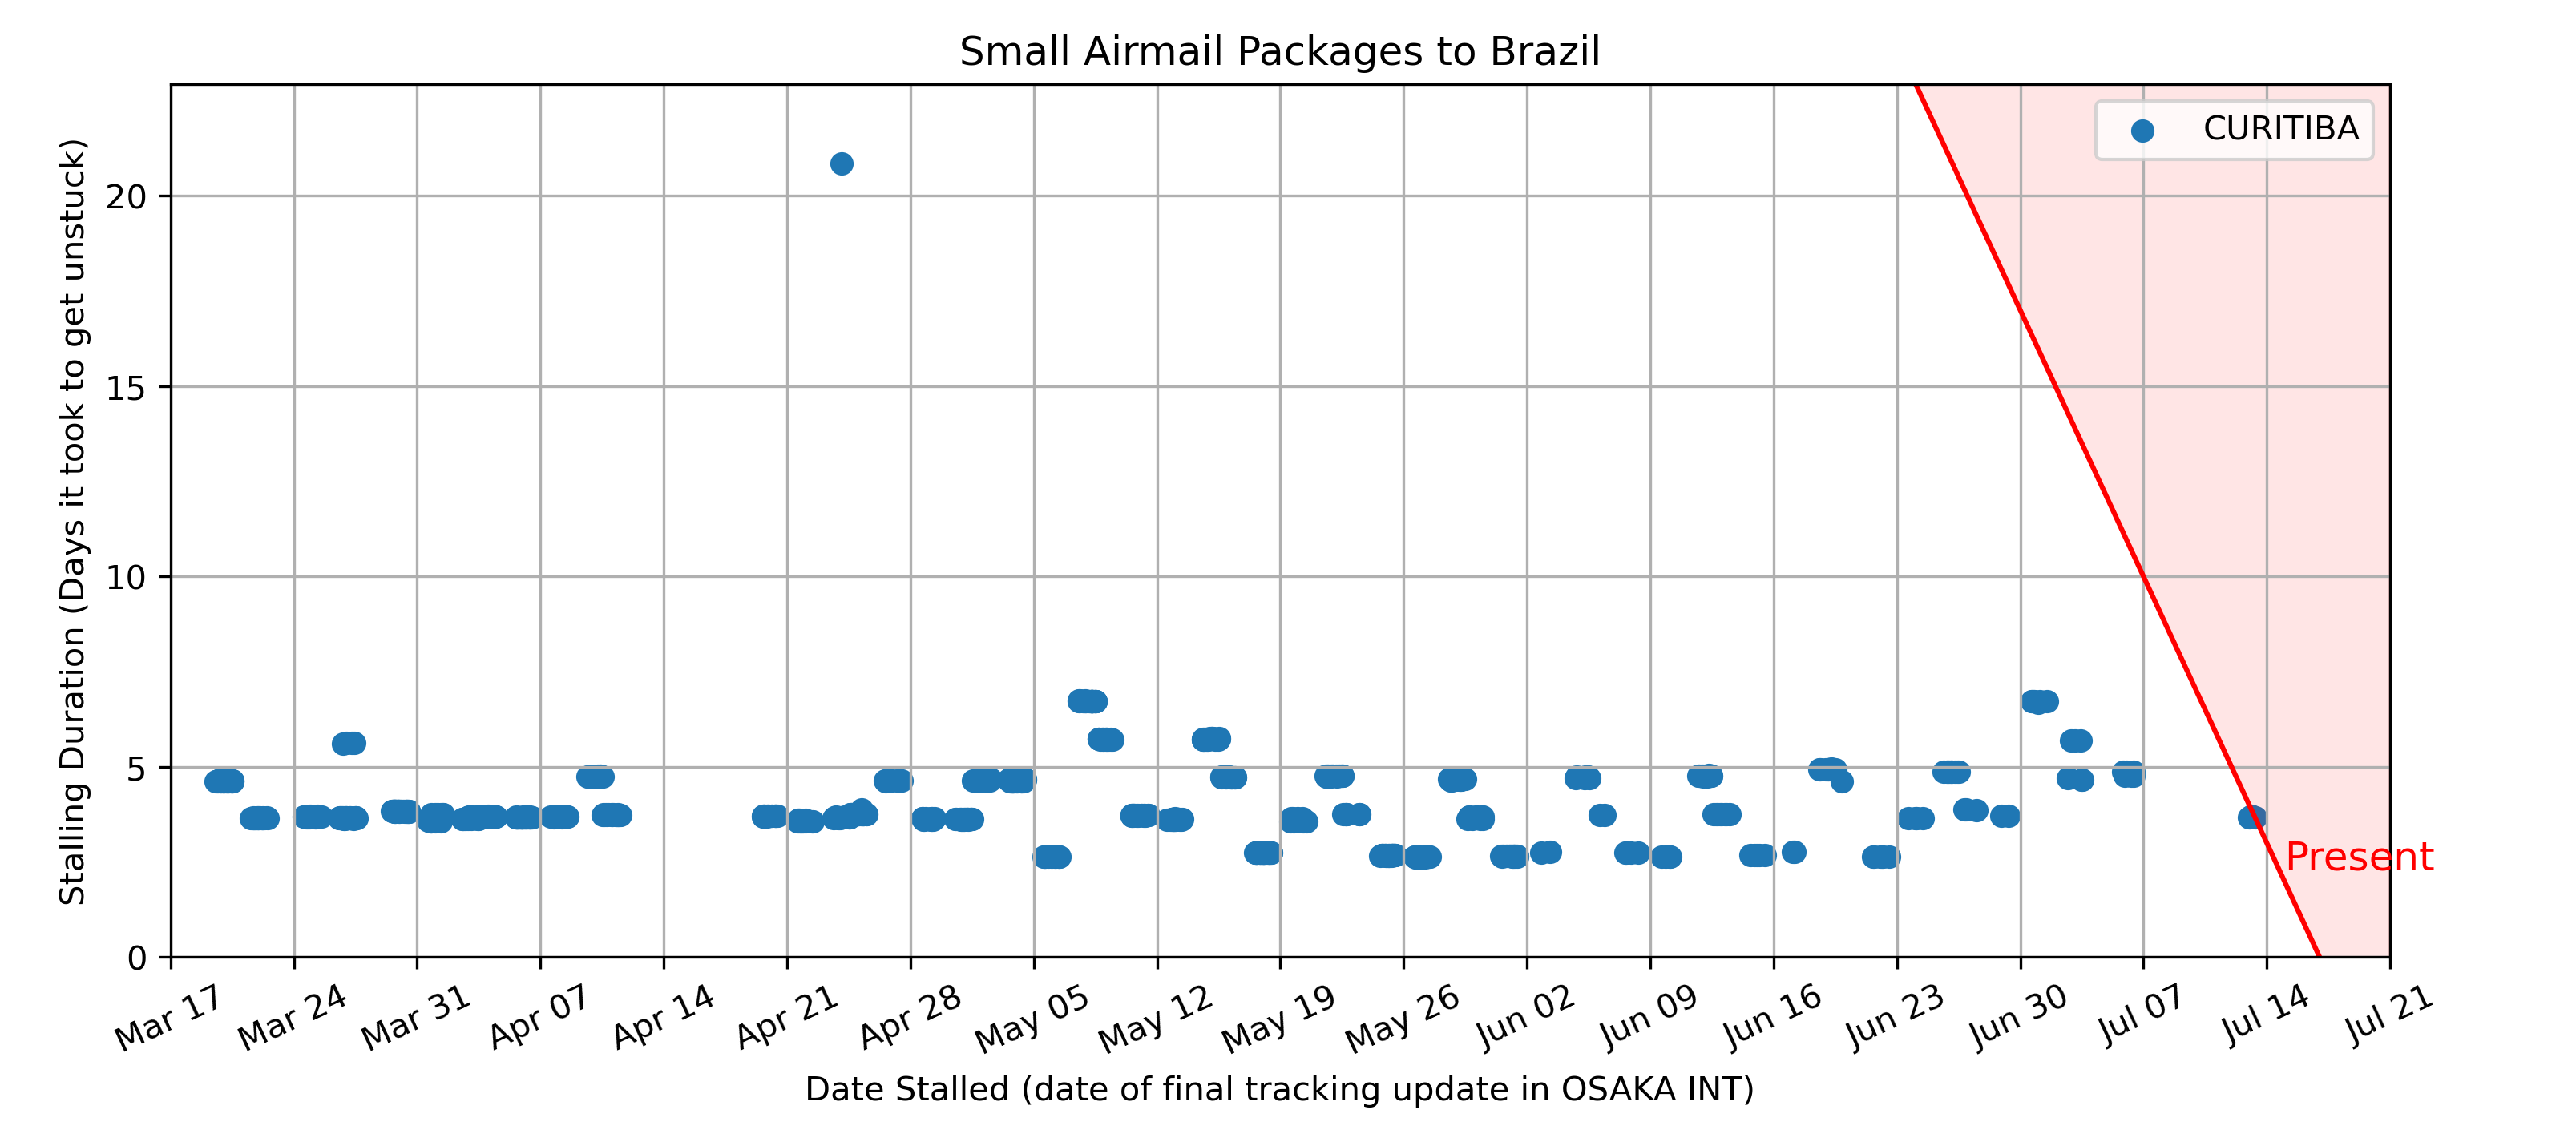 Small Airmail Packages to Brazil
CURITIBA
Stalling Duration (Days it took to get unstuck)
20
15
10
5
0
Present
Mar 17
Mar 24
Mar 31
Apr 07
Apr 14
Apr 21
Apr 28
May 05
May 12
May 19
May 26
Jun 02
Jun 09
Jun 16
Jun 23
Jun 30
Jul 07
Jul 14
Jul 21
Date Stalled (date of final tracking update in OSAKA INT)